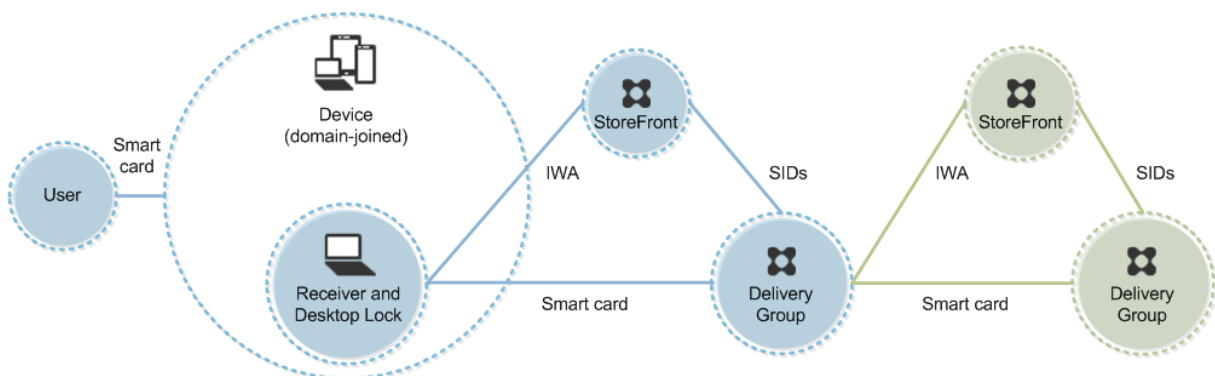 User
Smart
card
Device
(domain-joined)
Receiver and
Desktop Lock
IWA
StoreFront
SIDs
Smart card
Delivery
Group
IWA
StoreFront
SIDs
Smart card
Delivery
Group